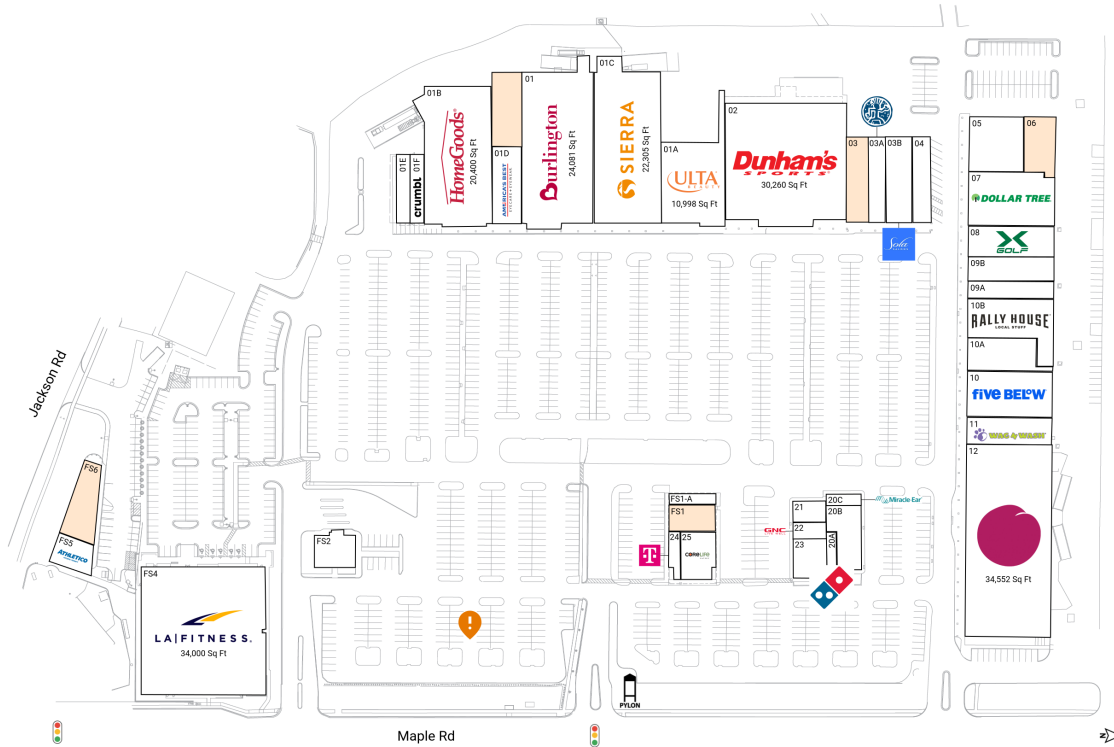 01C
01B
01
HomeGoods
20,400 Sq Ft
Burlington
24,081 Sq Ft
SIERRA
22,305 Sq Ft
01A
ULTA
BEAUTY
10,998 Sq Ft
02
Dunham's
SPORTS
30,260 Sq Ft
03
03A
03B
04
Sola
01E
01F
crumbl
01D
AMERICA'S BEST
05
06
07
DOLLAR TREE
08
X GOLF
09B
09A
10B
RALLY HOUSE
LOCAL STUFF
10A
10
five BELOW
11
12
34,552 Sq Ft
Jackson Rd
FS6
FS5
ATHLETICO
FS4
LA|FITNESS.
34,000 Sq Ft
FS2
FS1-A
FS1
24
25
CORELIFE
T
GNC
21
22
23
20C
20B
20A
Miracle Ear
!
PYLON
Maple Rd
N